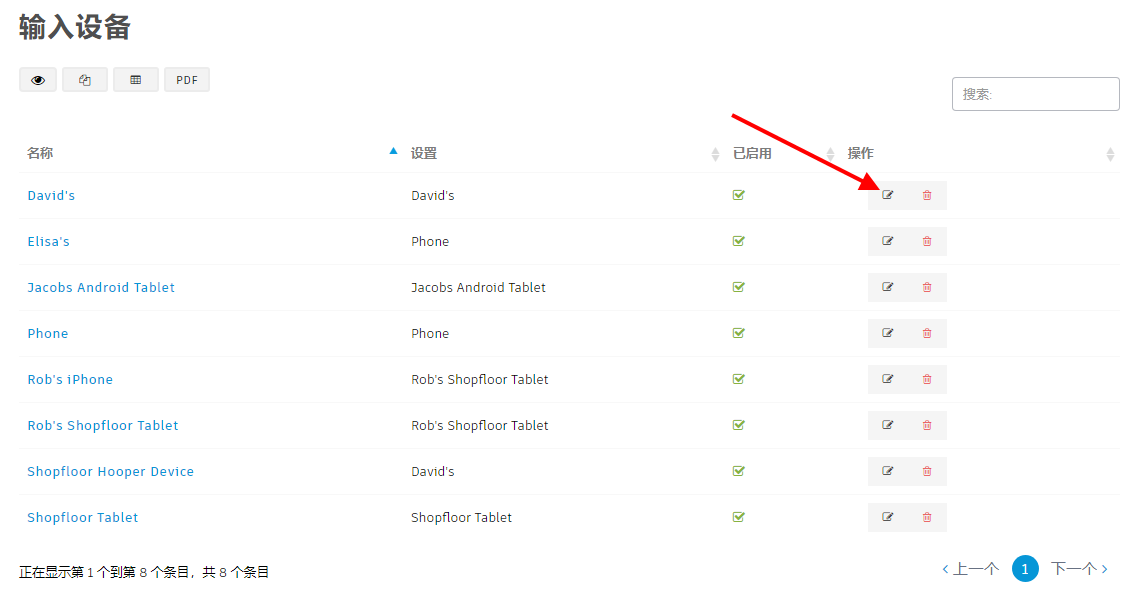 输入设备
PDF
搜索:
名称 设置 已启用 操作
David's David's
Elisa's Phone
Jacobs Android Tablet Jacobs Android Tablet
Phone Phone
Rob's iPhone Rob's Shopfloor Tablet
Rob's Shopfloor Tablet Rob's Shopfloor Tablet
Shopfloor Hooper Device David's
Shopfloor Tablet Shopfloor Tablet
正在显示第 1 个到第 8 个条目，共 8 个条目
上一个 1 下一个